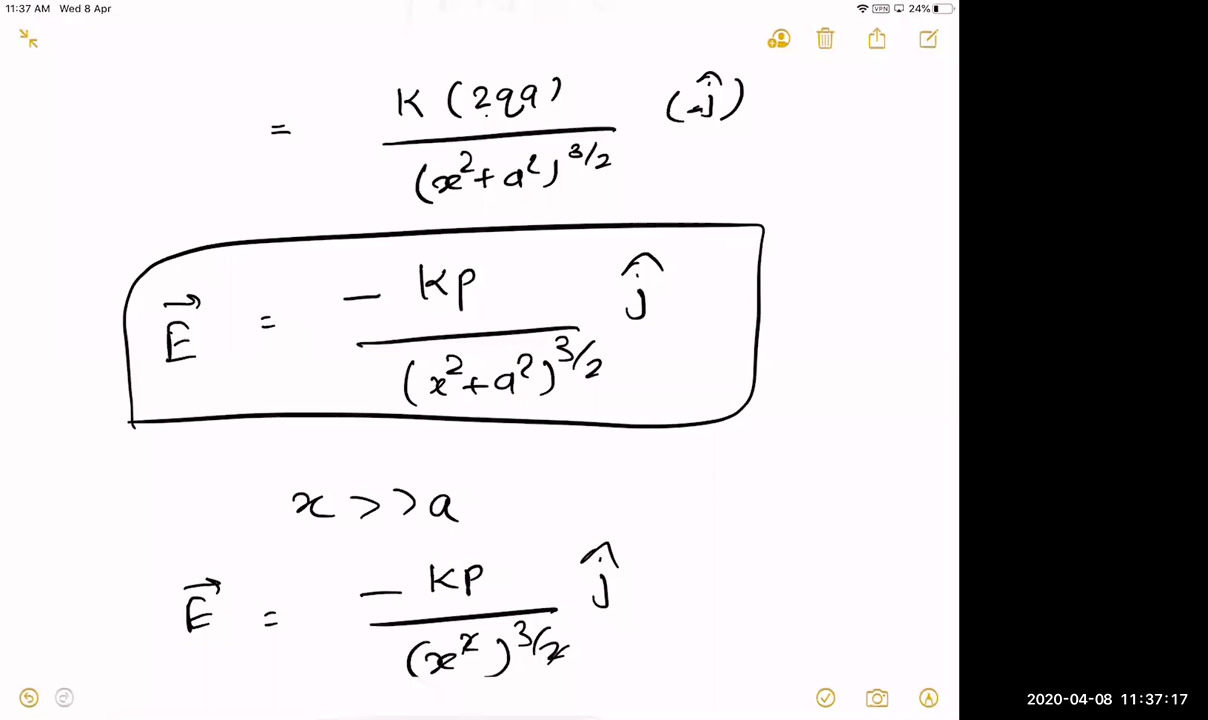 11:37 AM Wed 8 Apr VPN 24%
= K (2qa) / (x²+a²)^3/2 (-ĵ)
E⃗ = - Kp / (x²+a²)^3/2 ĵ
x >> a
E⃗ = - Kp / (x²)^3/2 ĵ
2020-04-08 11:37:17